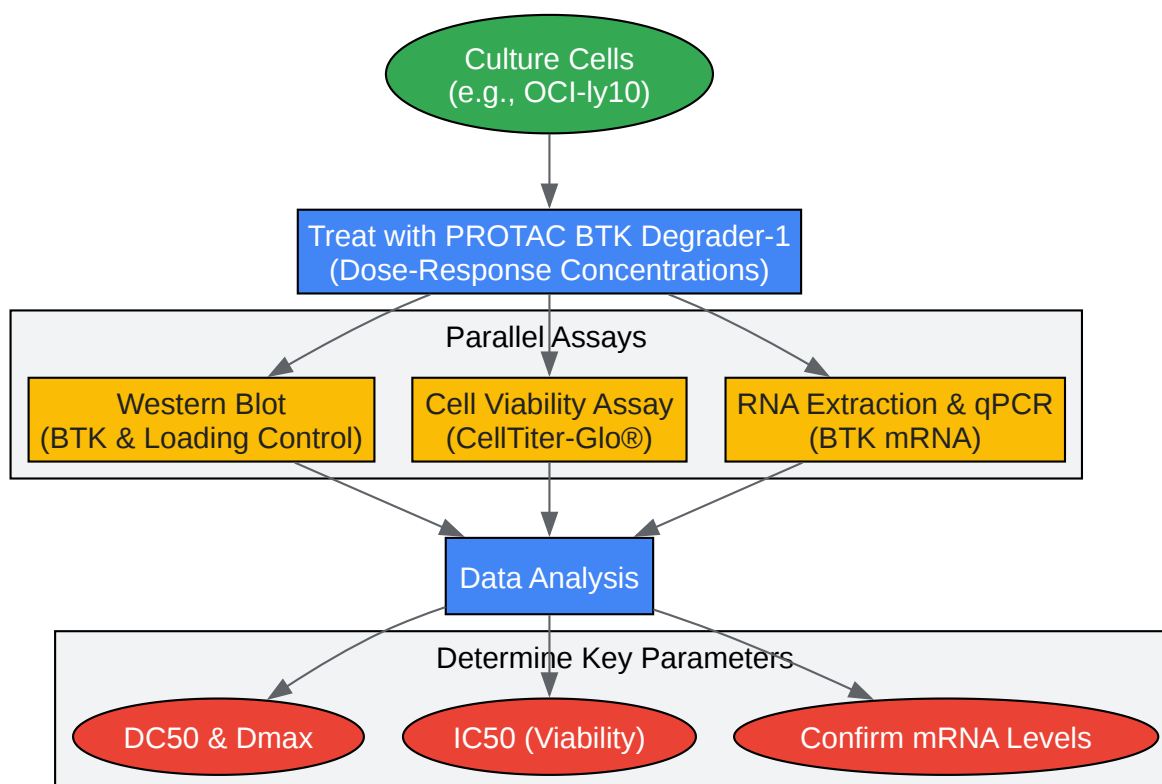 Culture Cells
(e.g., OCI-ly10)
Treat with PROTAC BTK Degrader-1
(Dose-Response Concentrations)
Parallel Assays
Western Blot
(BTK & Loading Control)
Cell Viability Assay
(CellTiter-Glo®)
RNA Extraction & qPCR
(BTK mRNA)
Data Analysis
Determine Key Parameters
DC50 & Dmax
IC50 (Viability)
Confirm mRNA Levels